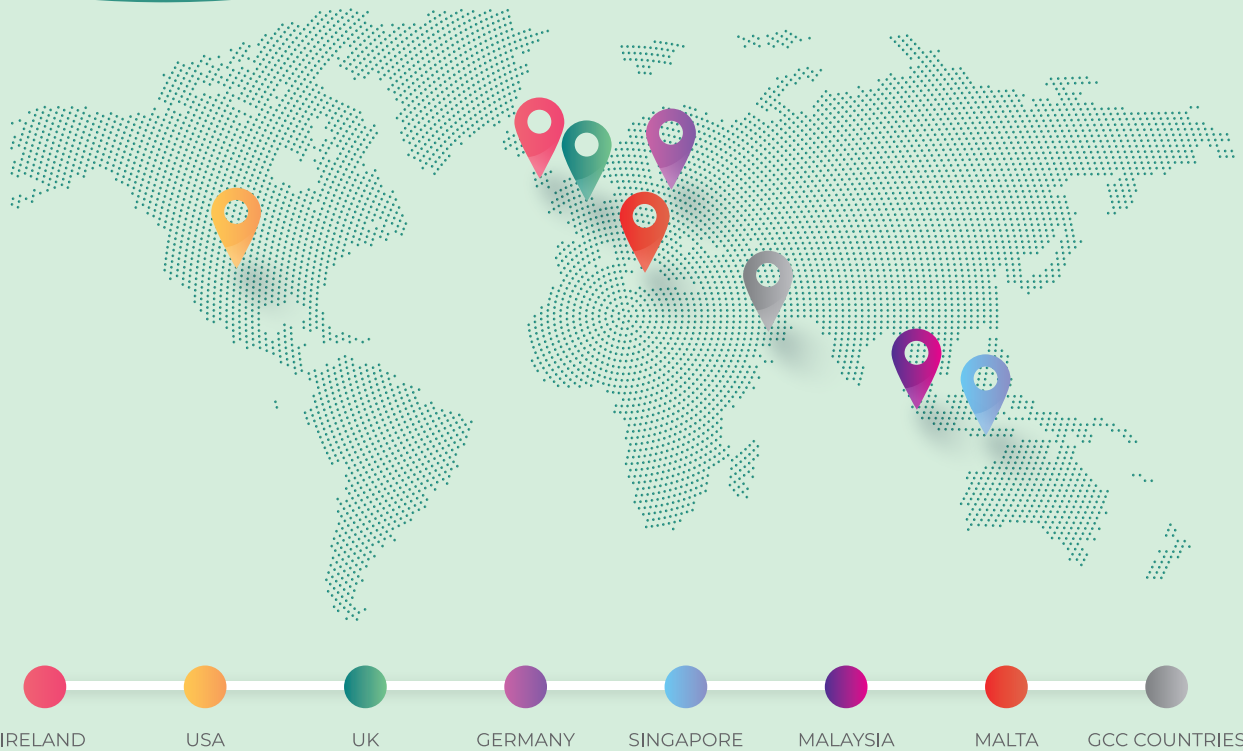 IRELAND
USA
UK
GERMANY
SINGAPORE
MALAYSIA
MALTA
GCC COUNTRIES